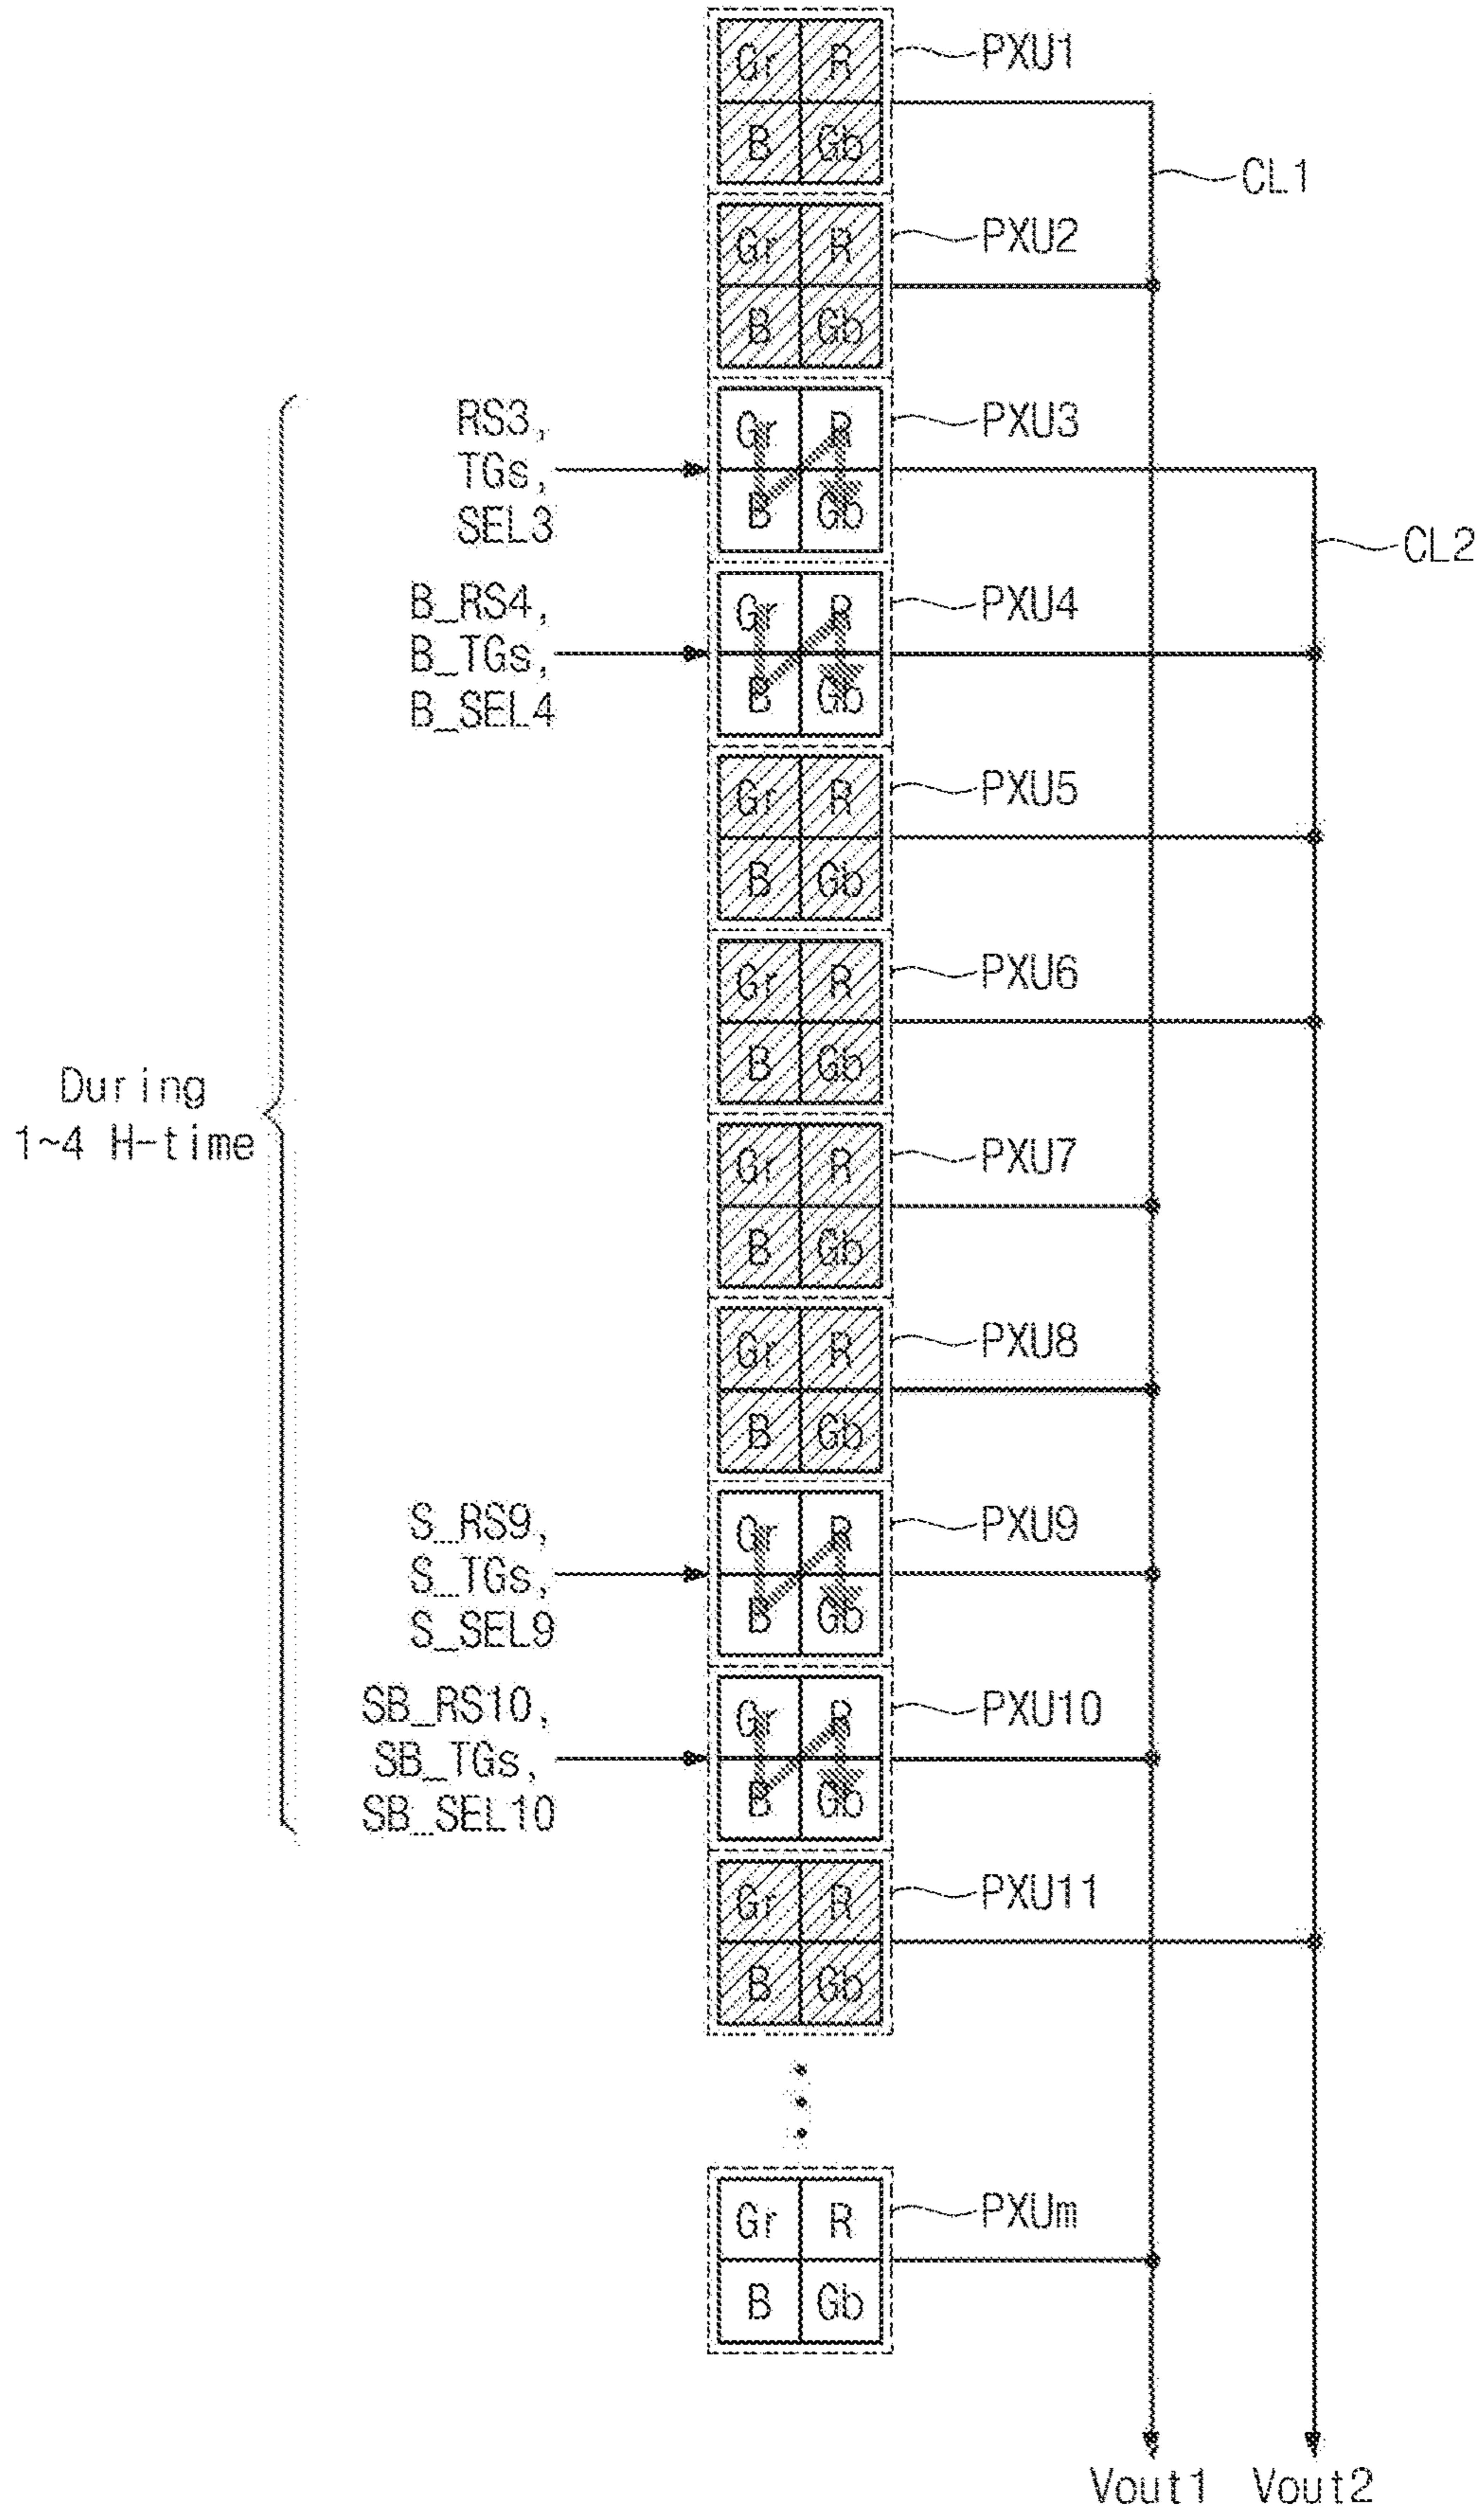 Gr R
B Gb
PXU1
CL1
Gr R
B Gb
PXU2
RS3,
TGs,
SEL3
Gr R
B Gb
PXU3
CL2
B_RS4,
B_TGs,
B_SEL4
Gr R
B Gb
PXU4
Gr R
B Gb
PXU5
Gr R
B Gb
PXU6
During
1~4 H-time
Gr R
B Gb
PXU7
Gr R
B Gb
PXU8
S_RS9,
S_TGs,
S_SEL9
Gr R
B Gb
PXU9
SB_RS10,
SB_TGs,
SB_SEL10
Gr R
B Gb
PXU10
Gr R
B Gb
PXU11
Gr R
B Gb
PXUm
Vout1 Vout2